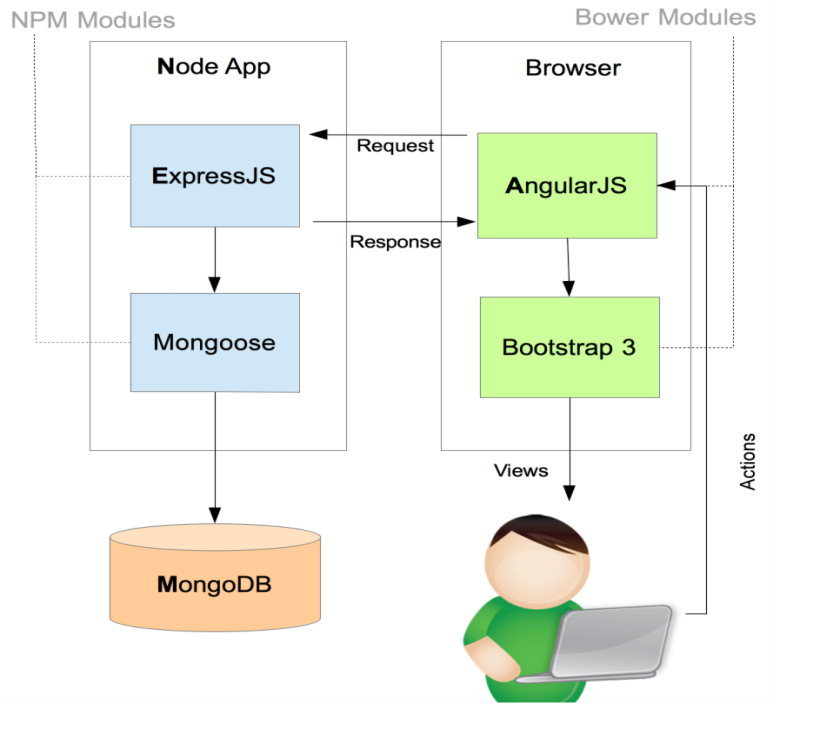 NPM Modules
Bower Modules
Node App
Browser
Request
ExpressJS
AngularJS
Response
Mongoose
Bootstrap 3
Views
Actions
MongoDB